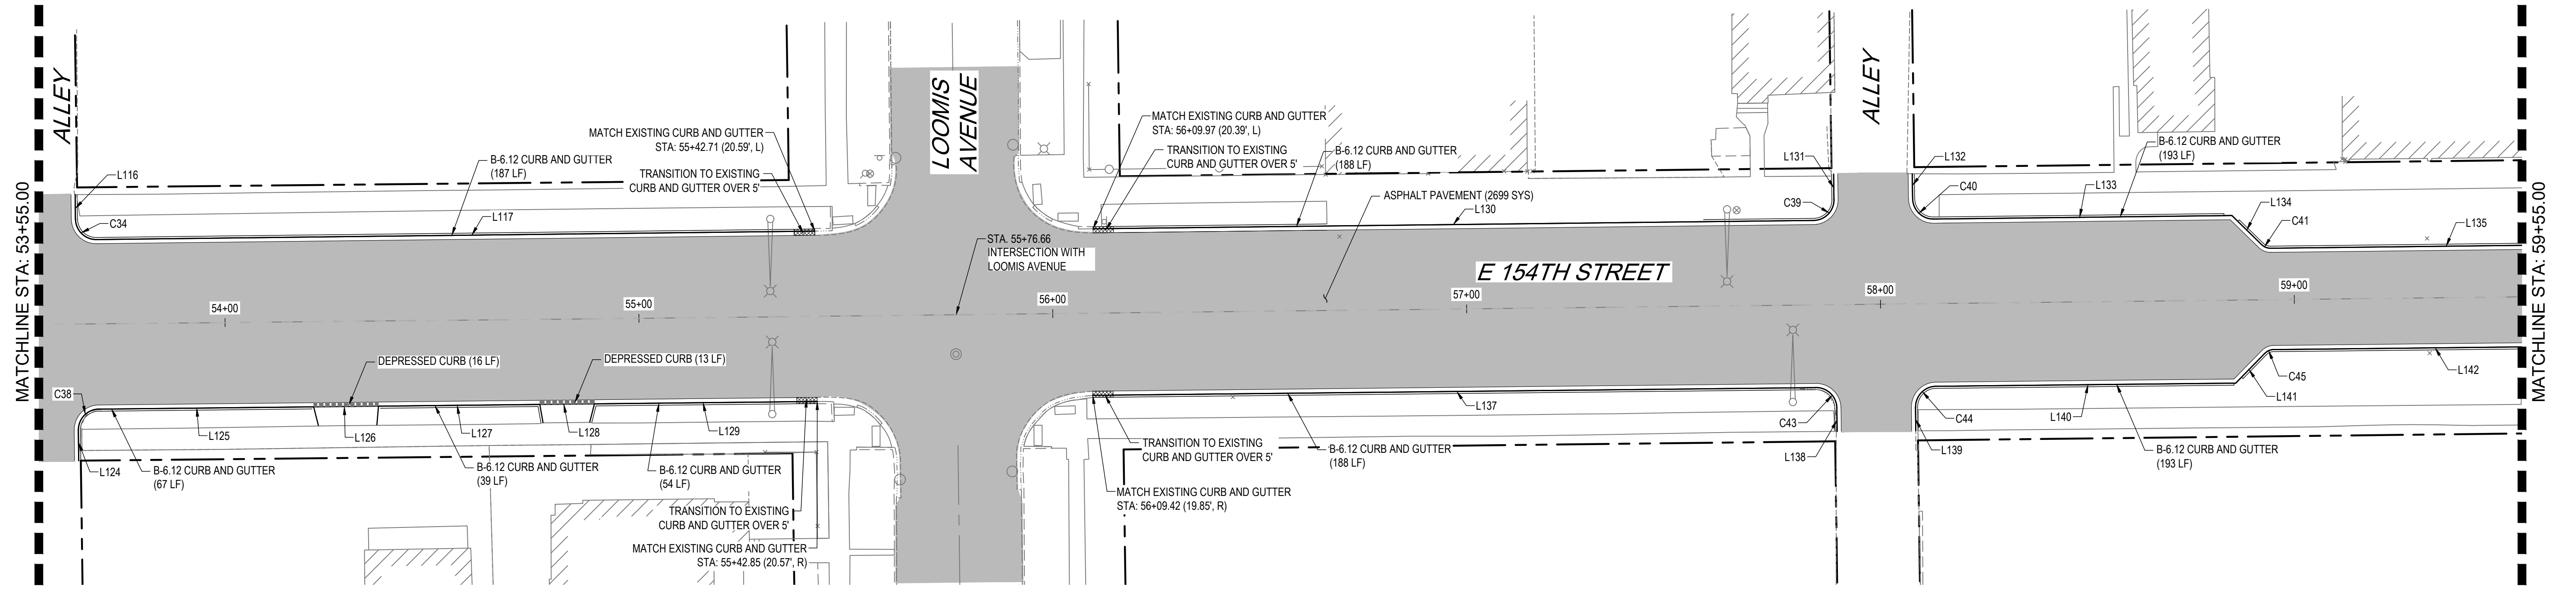 MATCHLINE STA: 53+55.00
ALLEY
L116
C34
B-6.12 CURB AND GUTTER
(187 LF)
L117
MATCH EXISTING CURB AND GUTTER
STA: 55+42.71 (20.59', L)
TRANSITION TO EXISTING
CURB AND GUTTER OVER 5'
LOOMIS
AVENUE
MATCH EXISTING CURB AND GUTTER
STA: 56+09.97 (20.39', L)
TRANSITION TO EXISTING
CURB AND GUTTER OVER 5'
B-6.12 CURB AND GUTTER
(188 LF)
ASPHALT PAVEMENT (2699 SYS)
L130
L131
C39
ALLEY
L132
C40
L133
B-6.12 CURB AND GUTTER
(193 LF)
L134
C41
L135
MATCHLINE STA: 59+55.00
STA. 55+76.66
INTERSECTION WITH
LOOMIS AVENUE
E 154TH STREET
54+00
55+00
56+00
57+00
58+00
59+00
DEPRESSED CURB (16 LF)
DEPRESSED CURB (13 LF)
C38
L124
L125
L126
L127
L128
L129
B-6.12 CURB AND GUTTER
(67 LF)
B-6.12 CURB AND GUTTER
(39 LF)
B-6.12 CURB AND GUTTER
(54 LF)
TRANSITION TO EXISTING
CURB AND GUTTER OVER 5'
MATCH EXISTING CURB AND GUTTER
STA: 55+42.85 (20.57', R)
TRANSITION TO EXISTING
CURB AND GUTTER OVER 5'
MATCH EXISTING CURB AND GUTTER
STA: 56+09.42 (19.85', R)
B-6.12 CURB AND GUTTER
(188 LF)
L137
C43
L138
C44
L139
L140
B-6.12 CURB AND GUTTER
(193 LF)
L141
C45
L142